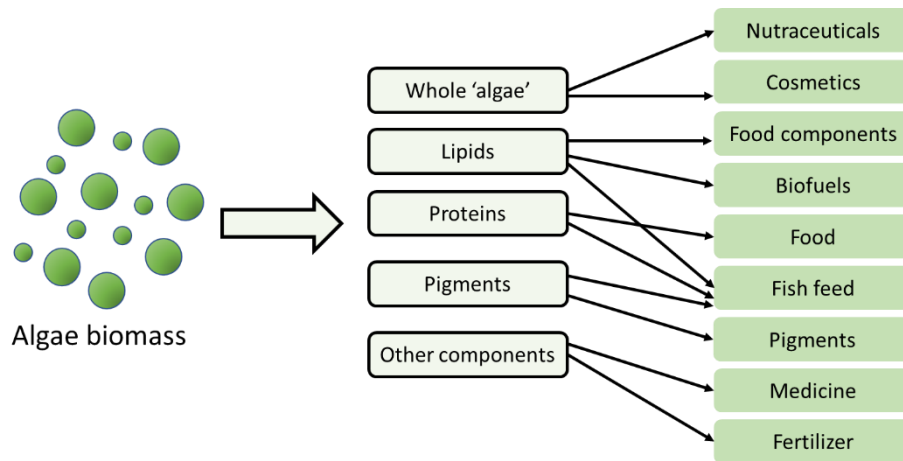 Algae biomass
Whole ‘algae’
Lipids
Proteins
Pigments
Other components
Nutraceuticals
Cosmetics
Food components
Biofuels
Food
Fish feed
Pigments
Medicine
Fertilizer